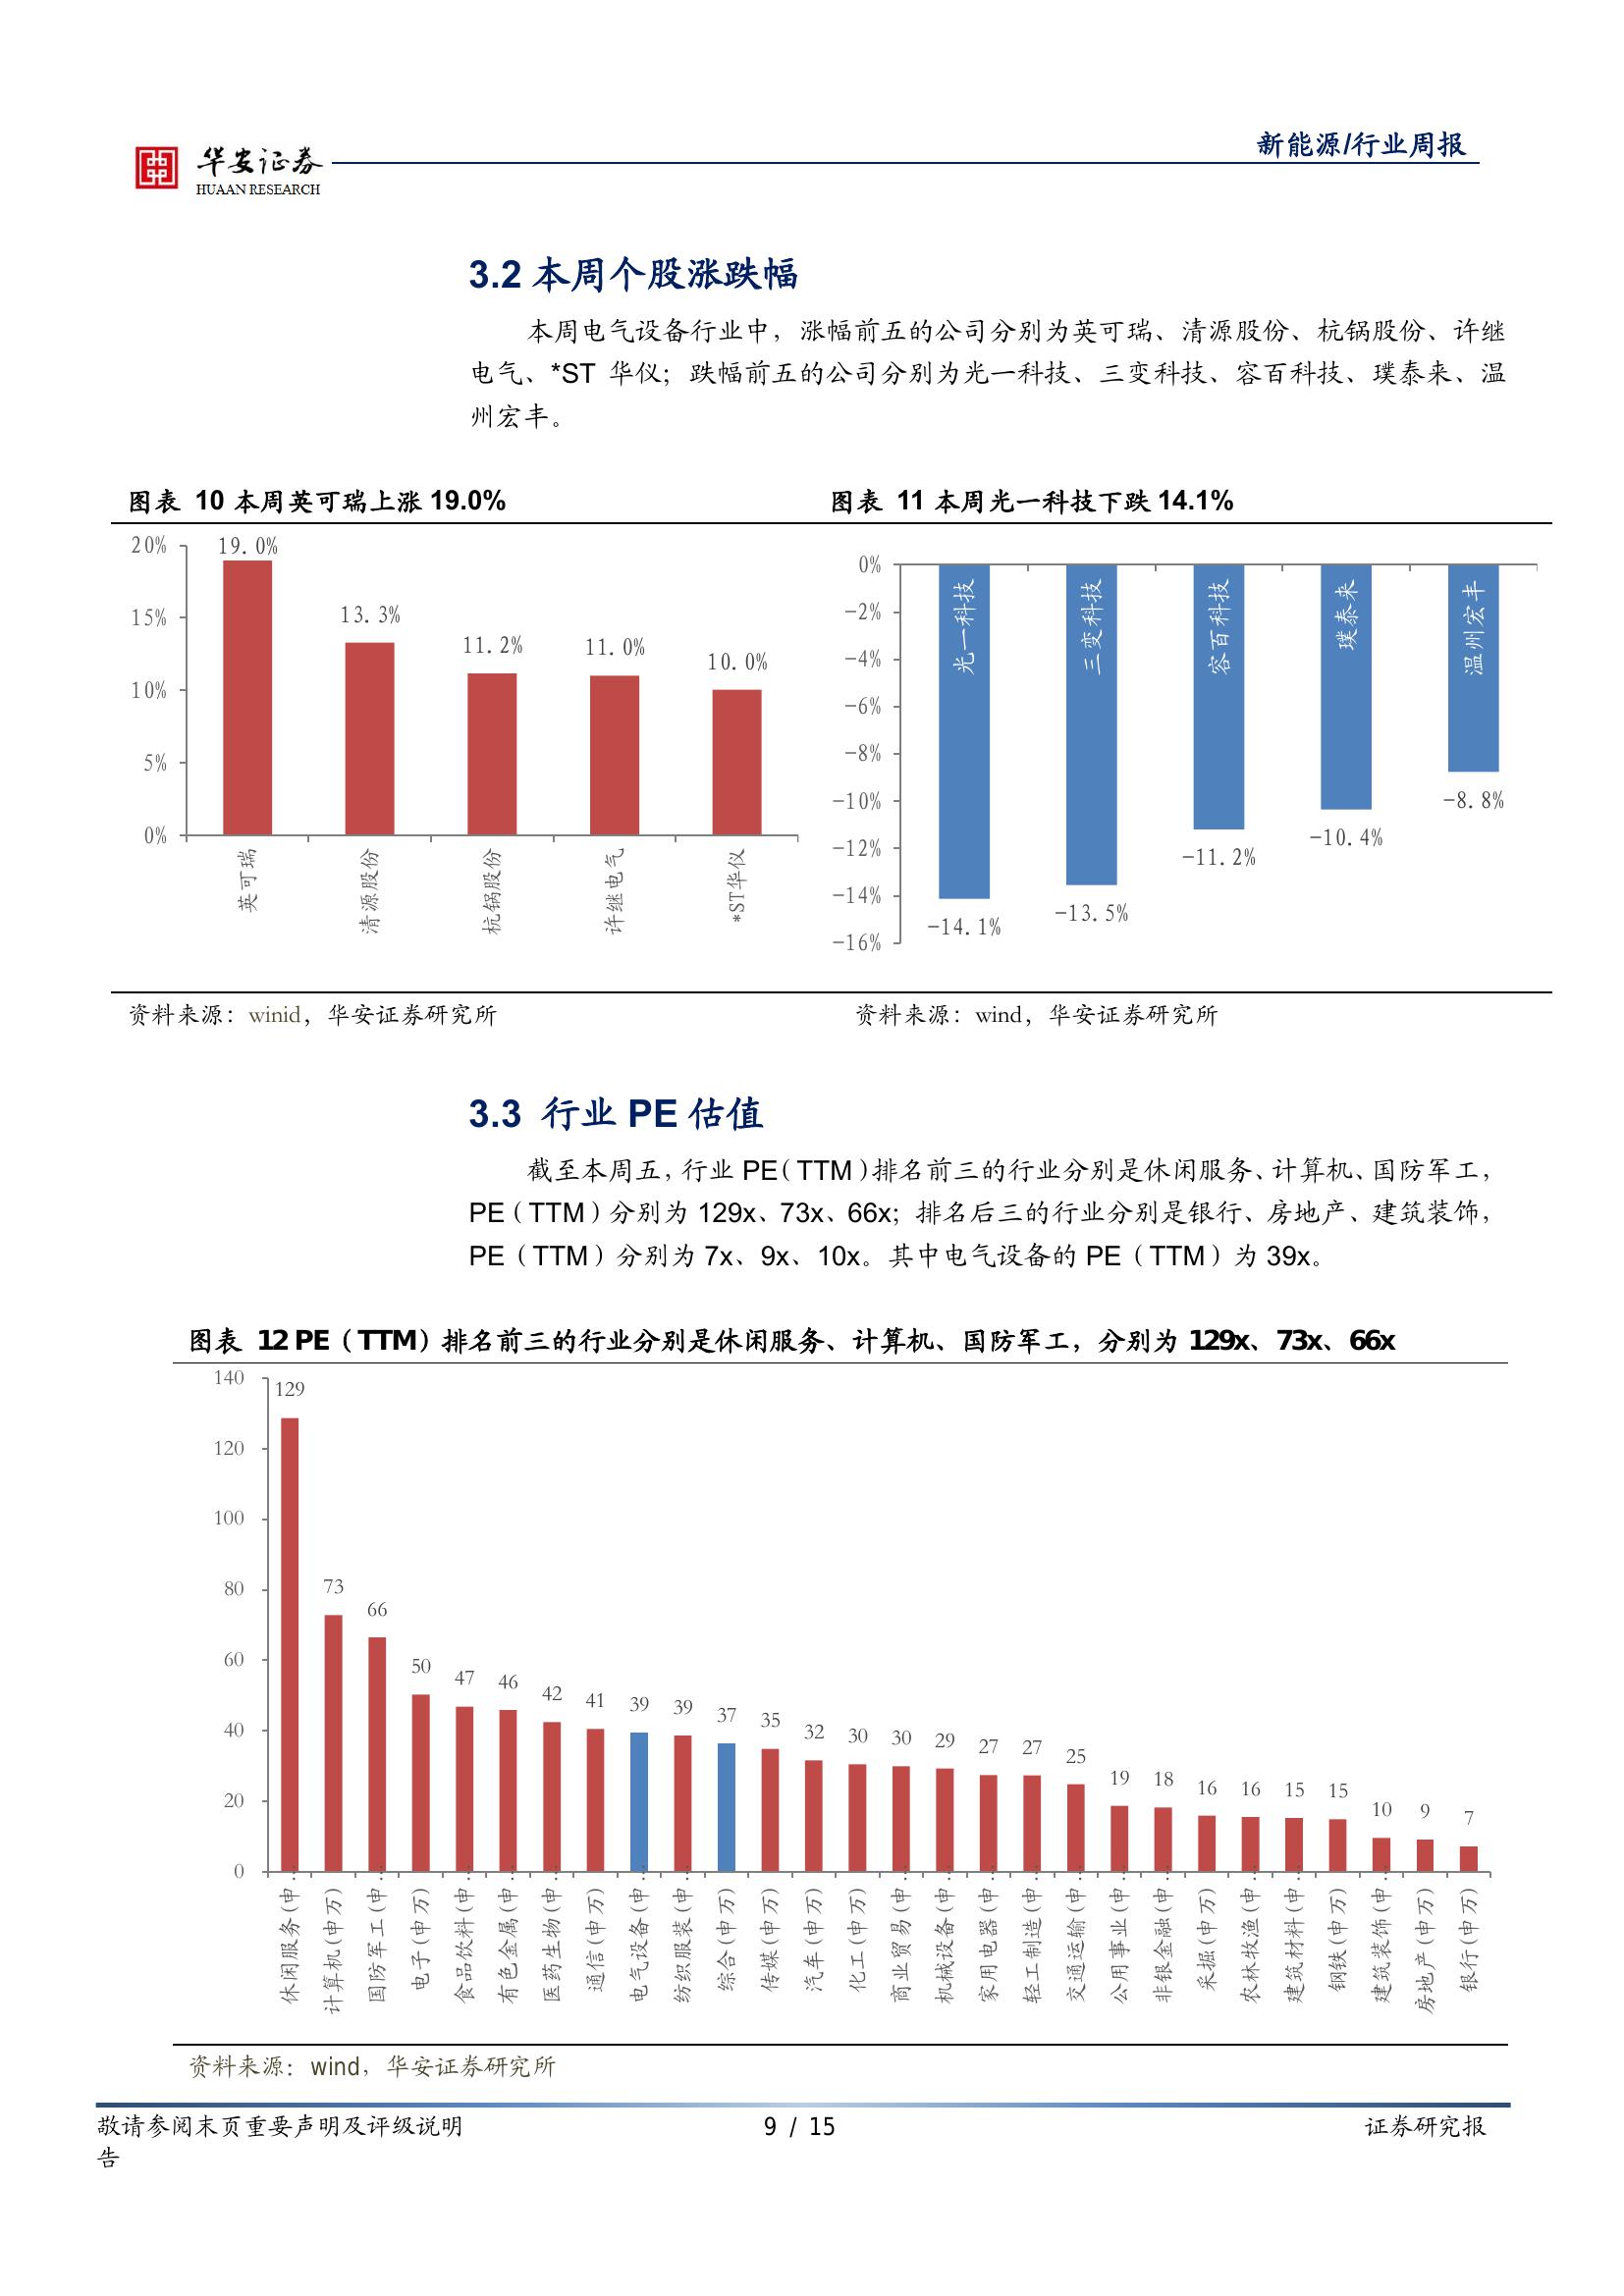 华安证券
HUAAN RESEARCH
新能源/行业周报
3.2 本周个股涨跌幅
本周电气设备行业中，涨幅前五的公司分别为英可瑞、清源股份、杭锅股份、许继
电气、*ST 华仪；跌幅前五的公司分别为光一科技、三变科技、容百科技、璞泰来、温
州宏丰。
图表 10 本周英可瑞上涨 19.0%
20%
15%
10%
5%
0%
19.0%
13.3%
11.2%
11.0%
10.0%
英可瑞
清源股份
杭锅股份
许继电气
*ST华仪
资料来源：winid，华安证券研究所
图表 11 本周光一科技下跌 14.1%
0%
-2%
-4%
-6%
-8%
-10%
-12%
-14%
-16%
光一科技
三变科技
容百科技
璞泰来
温州宏丰
-14.1%
-13.5%
-11.2%
-10.4%
-8.8%
资料来源：wind，华安证券研究所
3.3 行业 PE 估值
截至本周五，行业 PE（TTM）排名前三的行业分别是休闲服务、计算机、国防军工，
PE（TTM）分别为 129x、73x、66x；排名后三的行业分别是银行、房地产、建筑装饰，
PE（TTM）分别为 7x、9x、10x。其中电气设备的 PE（TTM）为 39x。
图表 12 PE（TTM）排名前三的行业分别是休闲服务、计算机、国防军工，分别为 129x、73x、66x
140
120
100
80
60
40
20
0
129
73
66
50
47
46
42
41
39
39
37
35
32
30
30
29
27
27
25
19
18
16
16
15
15
10
9
7
休闲服务(申…
计算机(申万)
国防军工(申…
电子(申万)
食品饮料(申…
有色金属(申…
医药生物(申…
通信(申万)
电气设备(申…
纺织服装(申…
综合(申万)
传媒(申万)
汽车(申万)
化工(申万)
商业贸易(申…
机械设备(申…
家用电器(申…
轻工制造(申…
交通运输(申…
公用事业(申…
非银金融(申…
采掘(申万)
农林牧渔(申…
建筑材料(申…
钢铁(申万)
建筑装饰(申…
房地产(申万)
银行(申万)
资料来源：wind，华安证券研究所
敬请参阅末页重要声明及评级说明
9 / 15
证券研究报
告